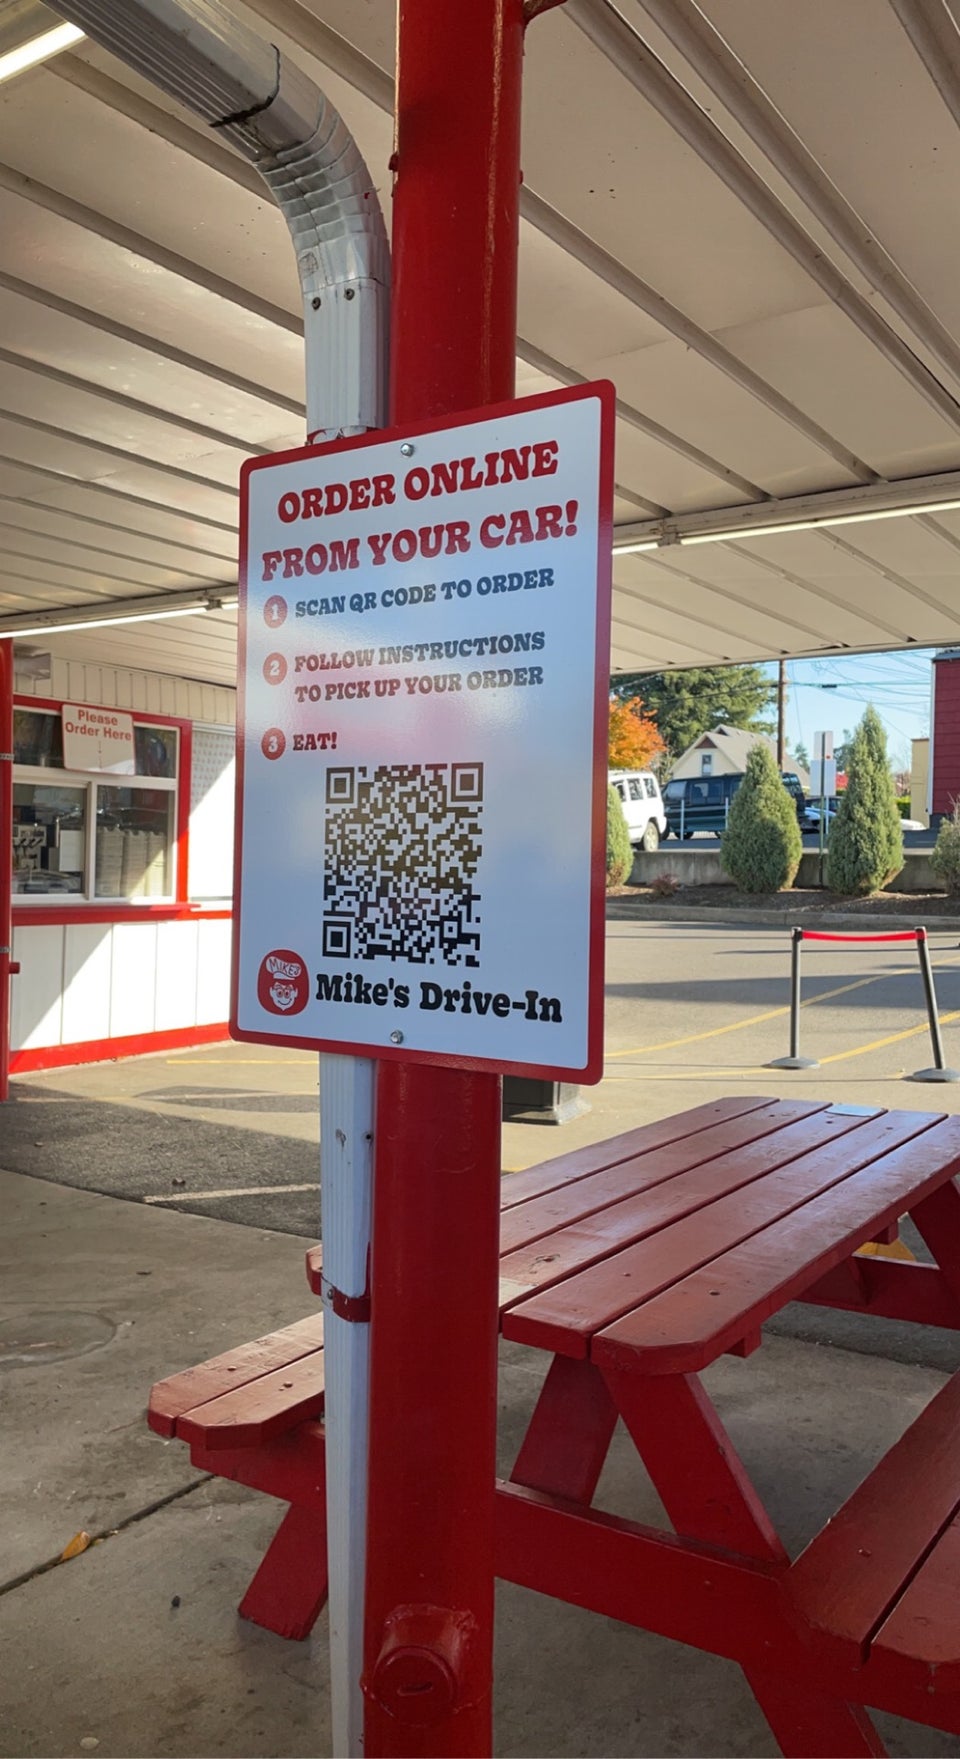 ORDER ONLINE
FROM YOUR CAR!
1 SCAN QR CODE TO ORDER
2 FOLLOW INSTRUCTIONS
TO PICK UP YOUR ORDER
3 EAT!
MIKE'S
Mike's Drive-In
Please
Order Here